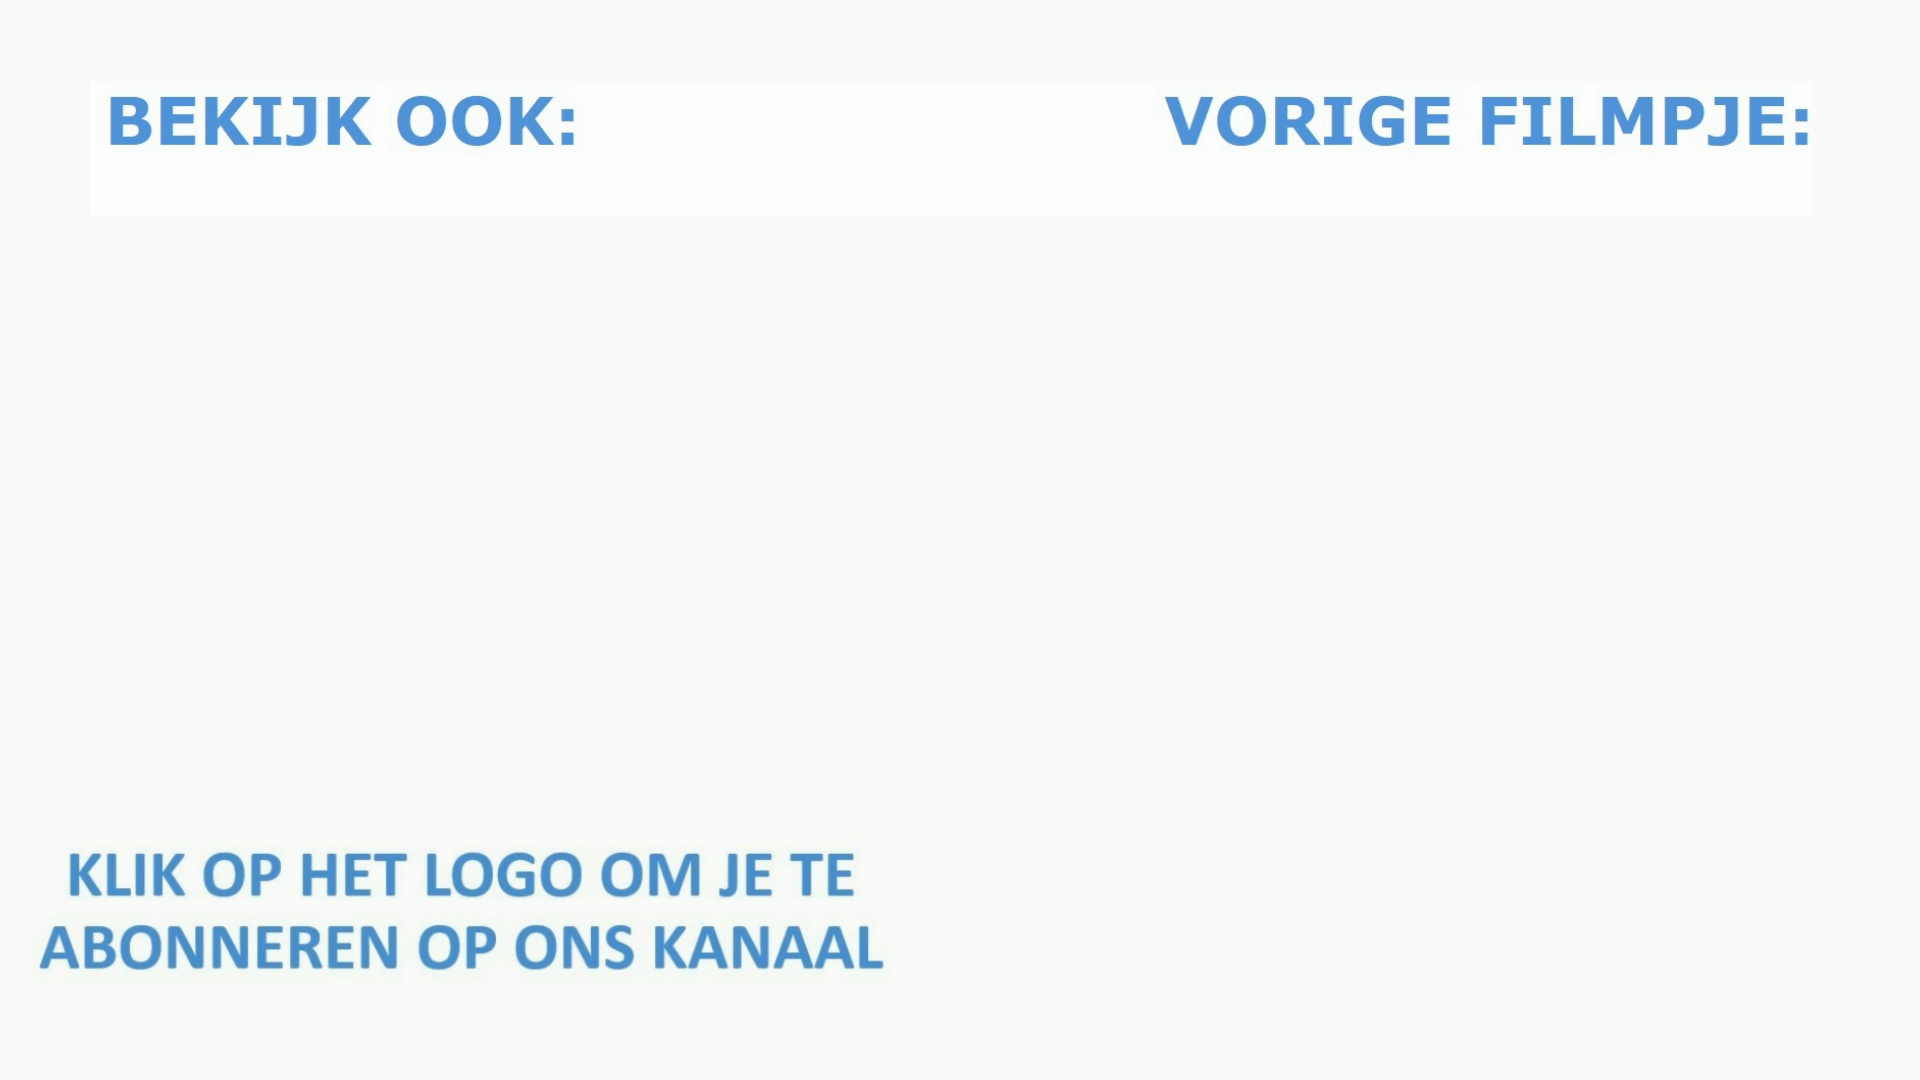 BEKIJK OOK:
VORIGE FILMPJE:
KLIK OP HET LOGO OM JE TE
ABONNEREN OP ONS KANAAL